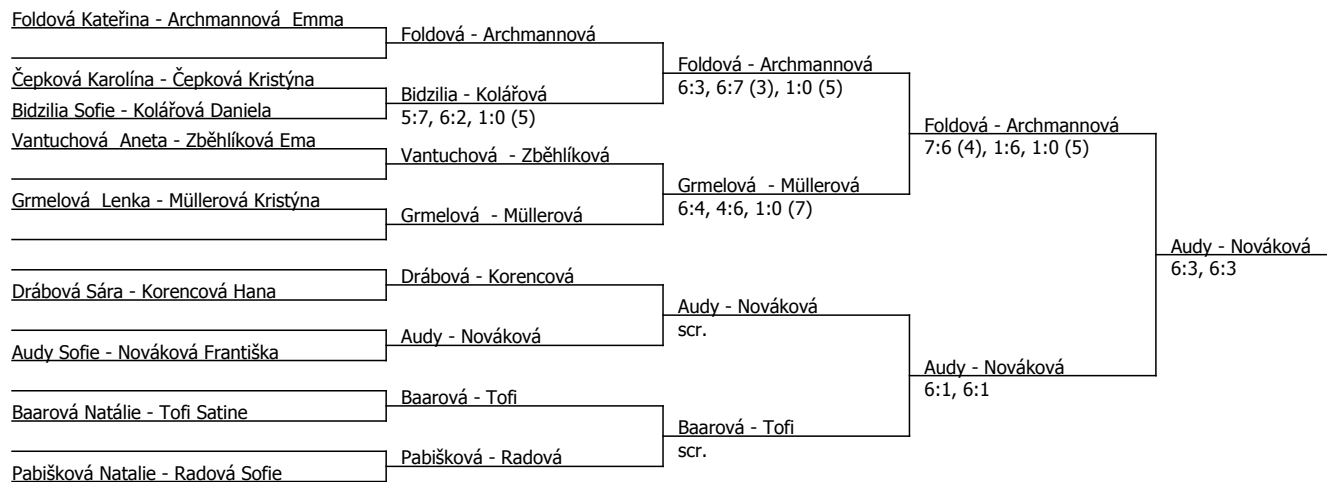 Foldová Kateřina - Archmannová  Emma
Čepková Karolína - Čepková Kristýna
Bidzilia Sofie - Kolářová Daniela
Vantuchová  Aneta - Zběhlíková Ema
Grmelová  Lenka - Müllerová Kristýna
Drábová Sára - Korencová Hana
Audy Sofie - Nováková Františka
Baarová Natálie - Tofi Satine
Pabišková Natalie - Radová Sofie
Foldová - Archmannová
Bidzilia - Kolářová
5:7, 6:2, 1:0 (5)
Vantuchová  - Zběhlíková
Grmelová  - Müllerová
Drábová - Korencová
Audy - Nováková
Baarová - Tofi
Pabišková - Radová
Foldová - Archmannová
6:3, 6:7 (3), 1:0 (5)
Grmelová  - Müllerová
6:4, 4:6, 1:0 (7)
Audy - Nováková
scr.
Baarová - Tofi
scr.
Foldová - Archmannová
7:6 (4), 1:6, 1:0 (5)
Audy - Nováková
6:1, 6:1
Audy - Nováková
6:3, 6:3